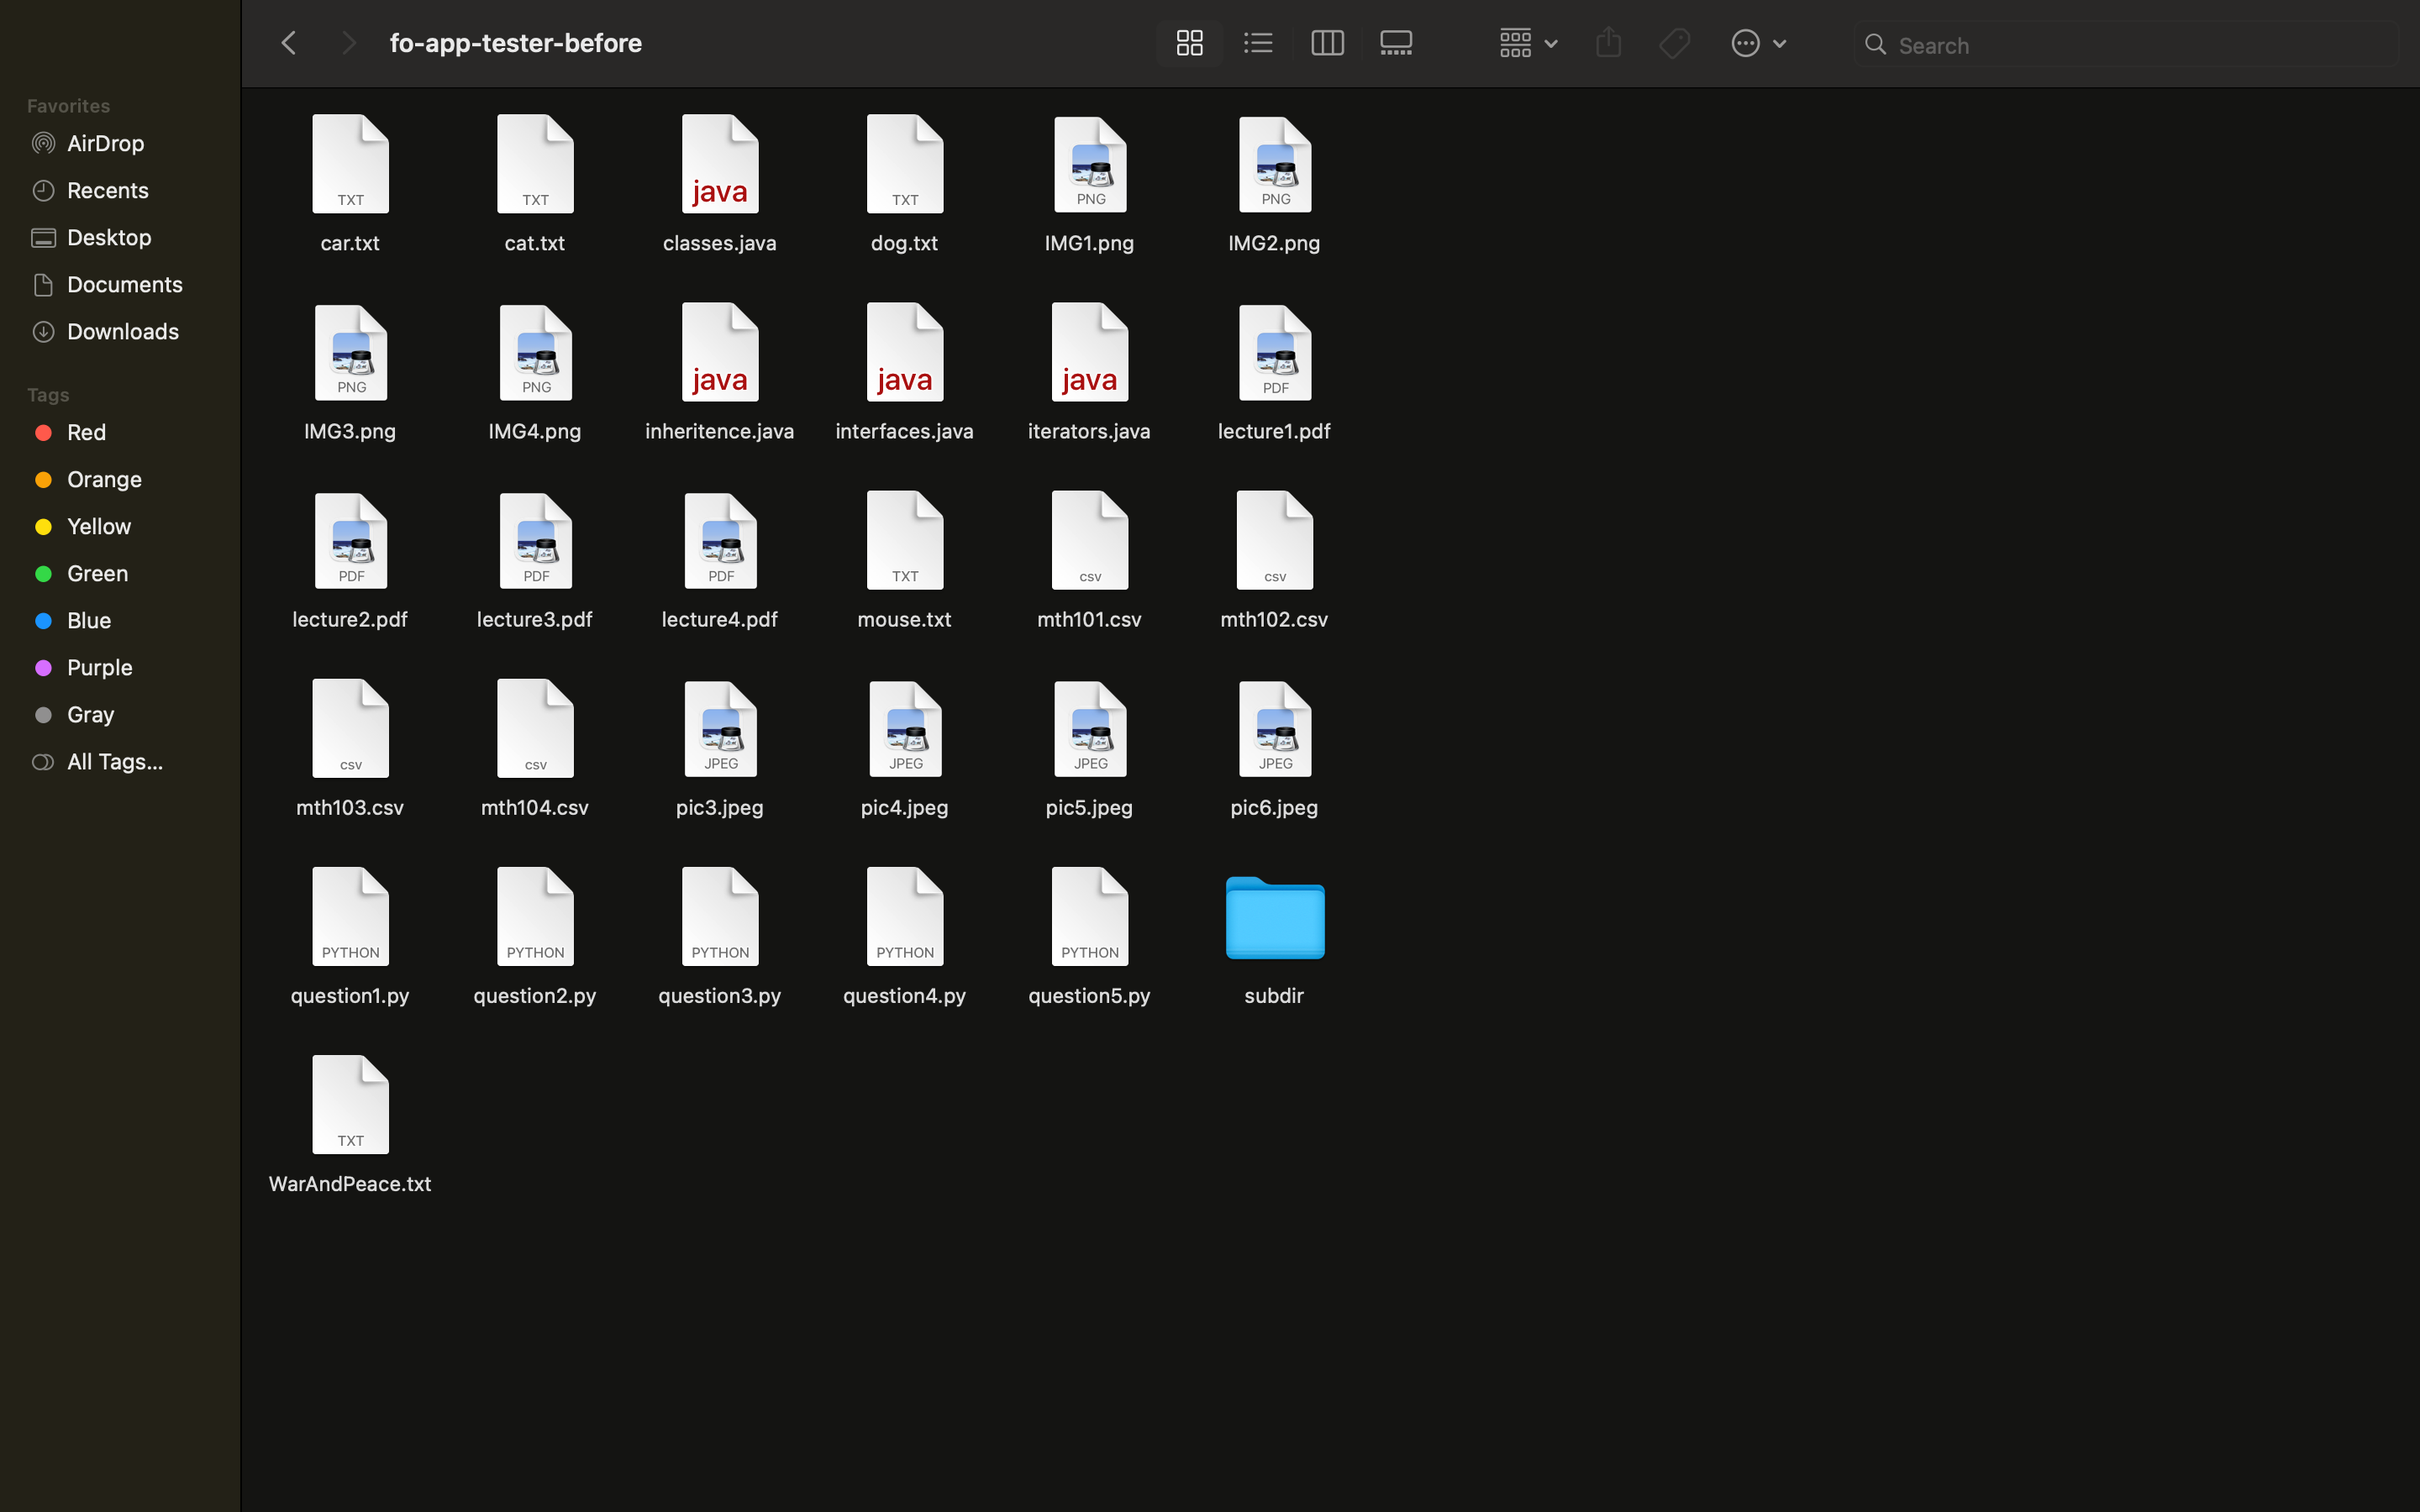 fo-app-tester-before
Search
Favorites
AirDrop
Recents
Desktop
Documents
Downloads
Tags
Red
Orange
Yellow
Green
Blue
Purple
Gray
All Tags...
TXT TXT java TXT PNG PNG
car.txt cat.txt classes.java dog.txt IMG1.png IMG2.png
PNG PNG java java java PDF
IMG3.png IMG4.png inheritence.java interfaces.java iterators.java lecture1.pdf
PDF PDF PDF TXT csv csv
lecture2.pdf lecture3.pdf lecture4.pdf mouse.txt mth101.csv mth102.csv
csv csv JPEG JPEG JPEG JPEG
mth103.csv mth104.csv pic3.jpeg pic4.jpeg pic5.jpeg pic6.jpeg
PYTHON PYTHON PYTHON PYTHON PYTHON
question1.py question2.py question3.py question4.py question5.py subdir
TXT
WarAndPeace.txt